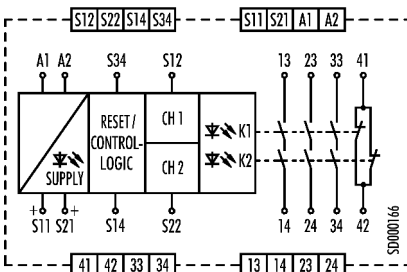 S12 S22 S14 S34
S11 S21 A1 A2
A1 A2 S34 S12 13 23 33 41
RESET/
CONTROL-
LOGIC
CH 1
K1
CH 2
K2
SUPPLY
+ +
S11 S21 S14 S22 14 24 34 42
SD000166
41 42 33 34
13 14 23 24